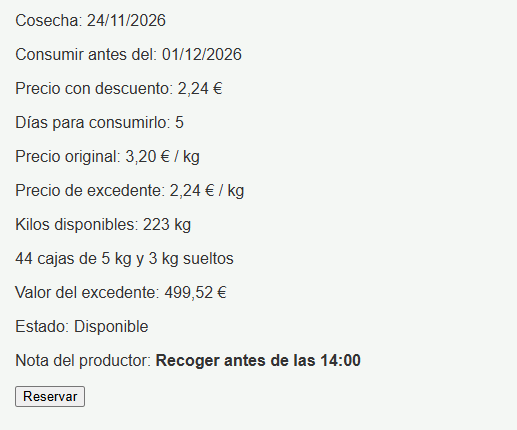 Cosecha: 24/11/2026
Consumir antes del: 01/12/2026
Precio con descuento: 2,24 €
Días para consumirlo: 5
Precio original: 3,20 € / kg
Precio de excedente: 2,24 € / kg
Kilos disponibles: 223 kg
44 cajas de 5 kg y 3 kg sueltos
Valor del excedente: 499,52 €
Estado: Disponible
Nota del productor: Recoger antes de las 14:00
Reservar